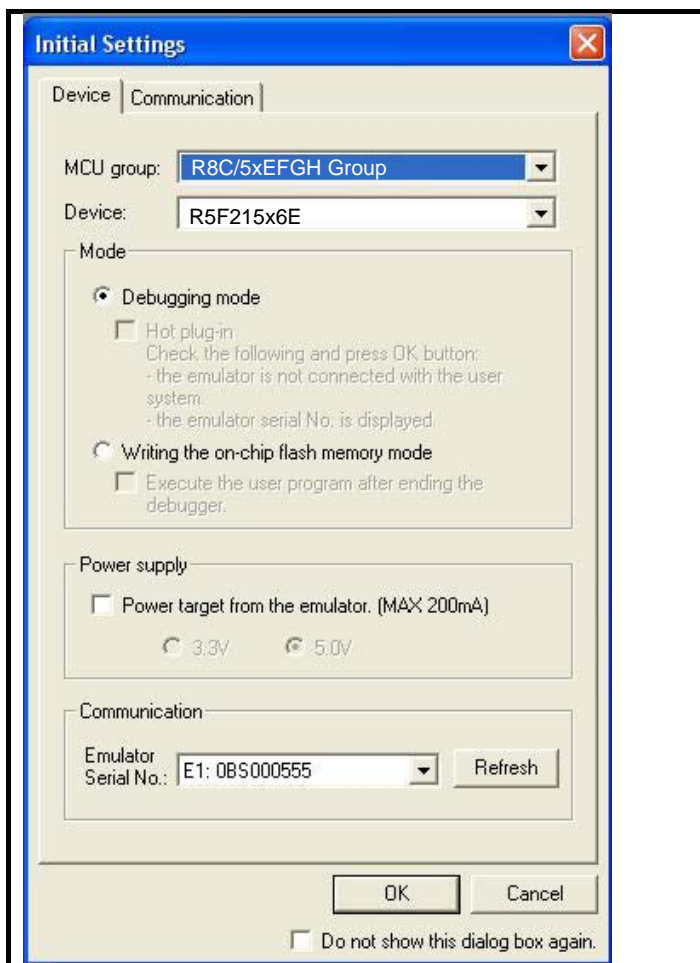 Initial Settings
Device
Communication
MCU group: R8C/5xEFGH Group
Device: R5F215x6E
Mode
Debugging mode
Hot plug-in
Check the following and press OK button:
- the emulator is not connected with the user
system.
- the emulator serial No. is displayed.
Writing the on-chip flash memory mode
Execute the user program after ending the
debugger.
Power supply
Power target from the emulator. (MAX 200mA)
3.3V 5.0V
Communication
Emulator
Serial No.: E1: 0BS000555 Refresh
OK Cancel
Do not show this dialog box again.